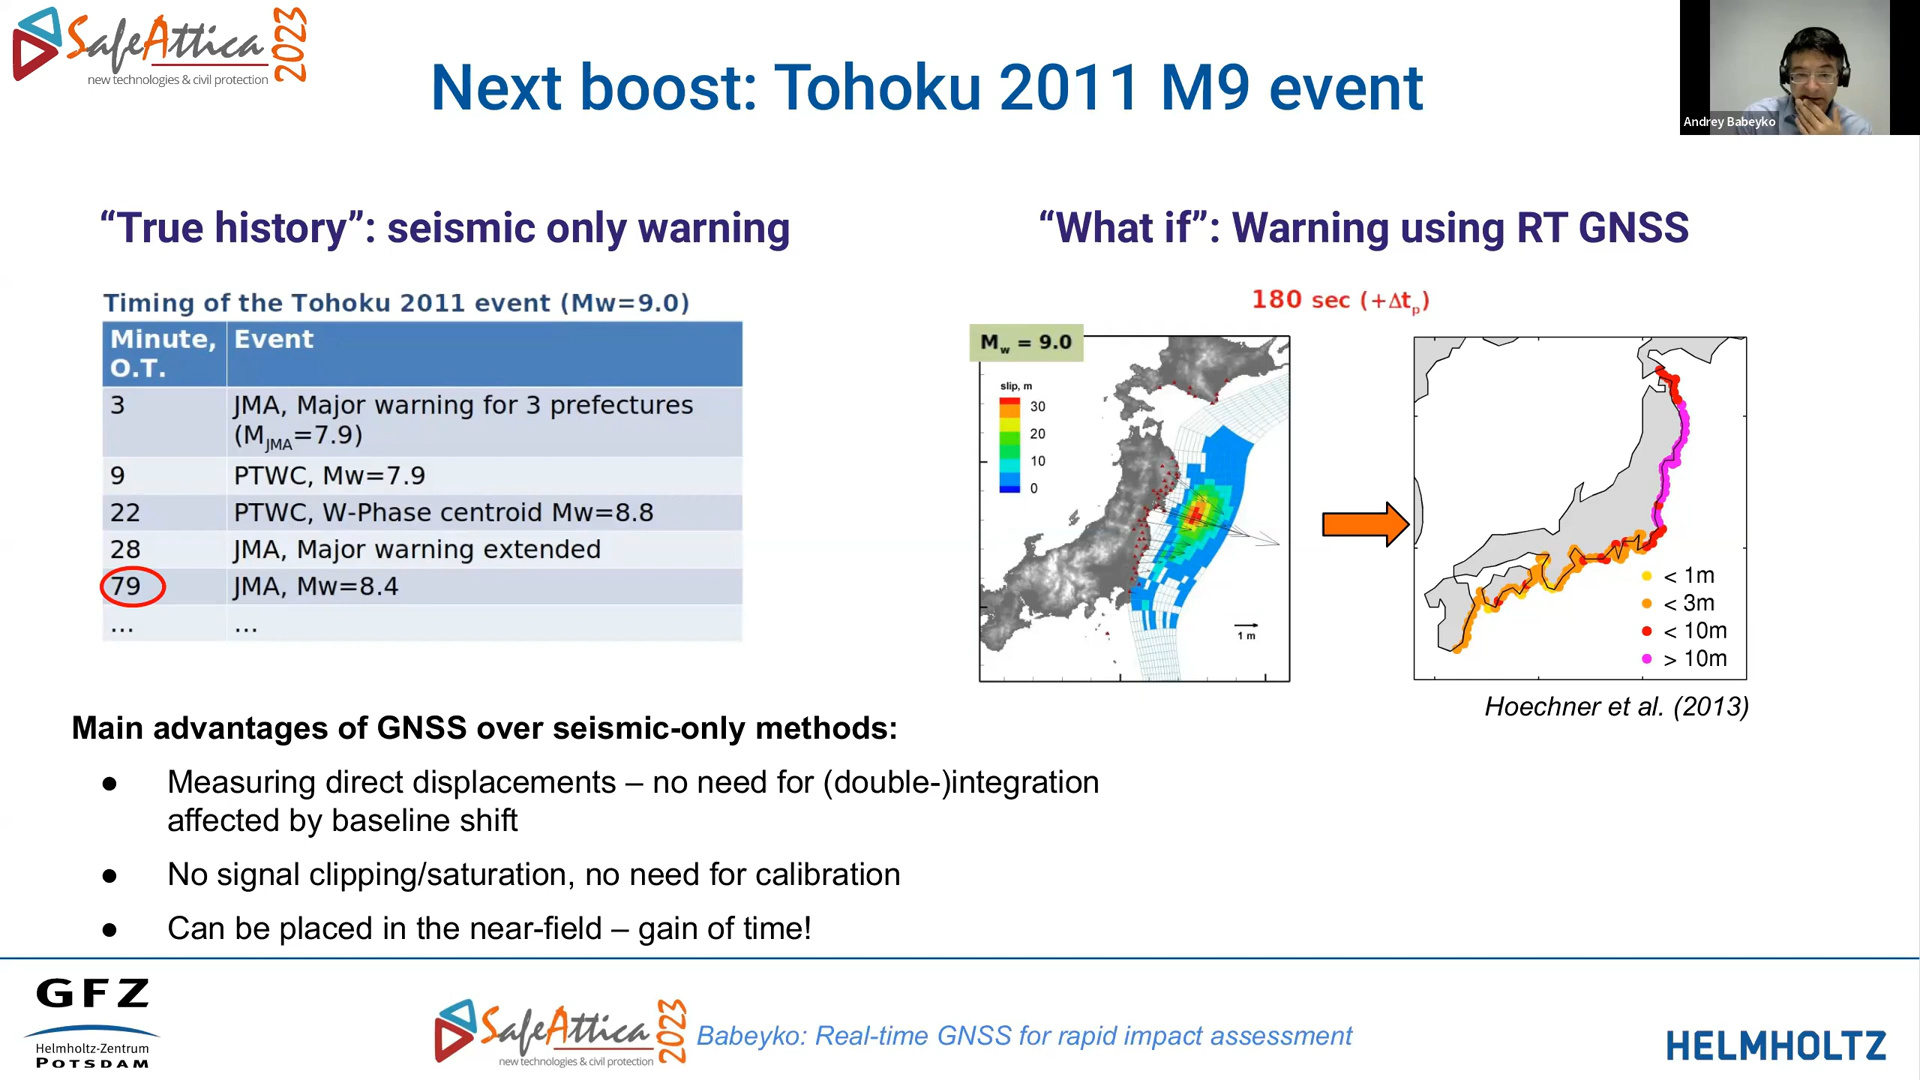 SafeAttica 2023
new technologies & civil protection
Next boost: Tohoku 2011 M9 event
Andrey Babeyko
“True history”: seismic only warning
Timing of the Tohoku 2011 event (Mw=9.0)
Minute, O.T. Event
3 JMA, Major warning for 3 prefectures
(MJMA=7.9)
9 PTWC, Mw=7.9
22 PTWC, W-Phase centroid Mw=8.8
28 JMA, Major warning extended
79 JMA, Mw=8.4
... ...
“What if”: Warning using RT GNSS
180 sec (+Δtp)
Mw = 9.0
slip, m
30
20
10
0
1 m
< 1m
< 3m
< 10m
> 10m
Hoechner et al. (2013)
Main advantages of GNSS over seismic-only methods:
● Measuring direct displacements – no need for (double-)integration
affected by baseline shift
● No signal clipping/saturation, no need for calibration
● Can be placed in the near-field – gain of time!
GFZ
Helmholtz-Zentrum
POTSDAM
SafeAttica 2023
new technologies & civil protection
Babeyko: Real-time GNSS for rapid impact assessment
HELMHOLTZ